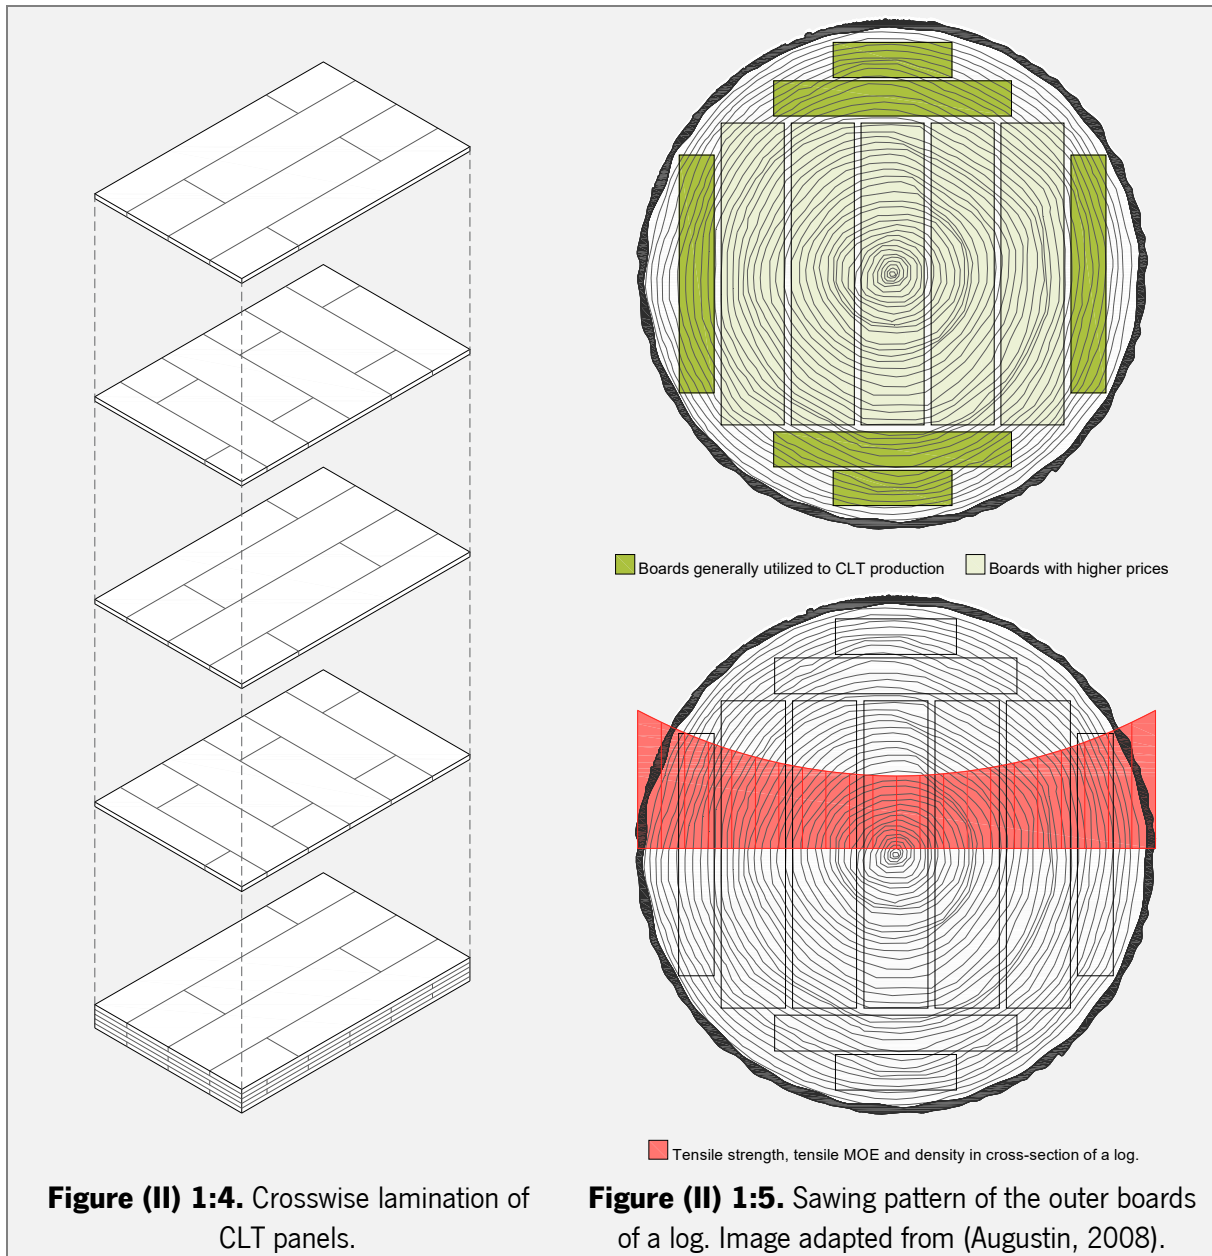 Boards generally utilized to CLT production
Boards with higher prices
Tensile strength, tensile MOE and density in cross-section of a log.
Figure (II) 1:4. Crosswise lamination of
CLT panels.
Figure (II) 1:5. Sawing pattern of the outer boards
of a log. Image adapted from (Augustin, 2008).